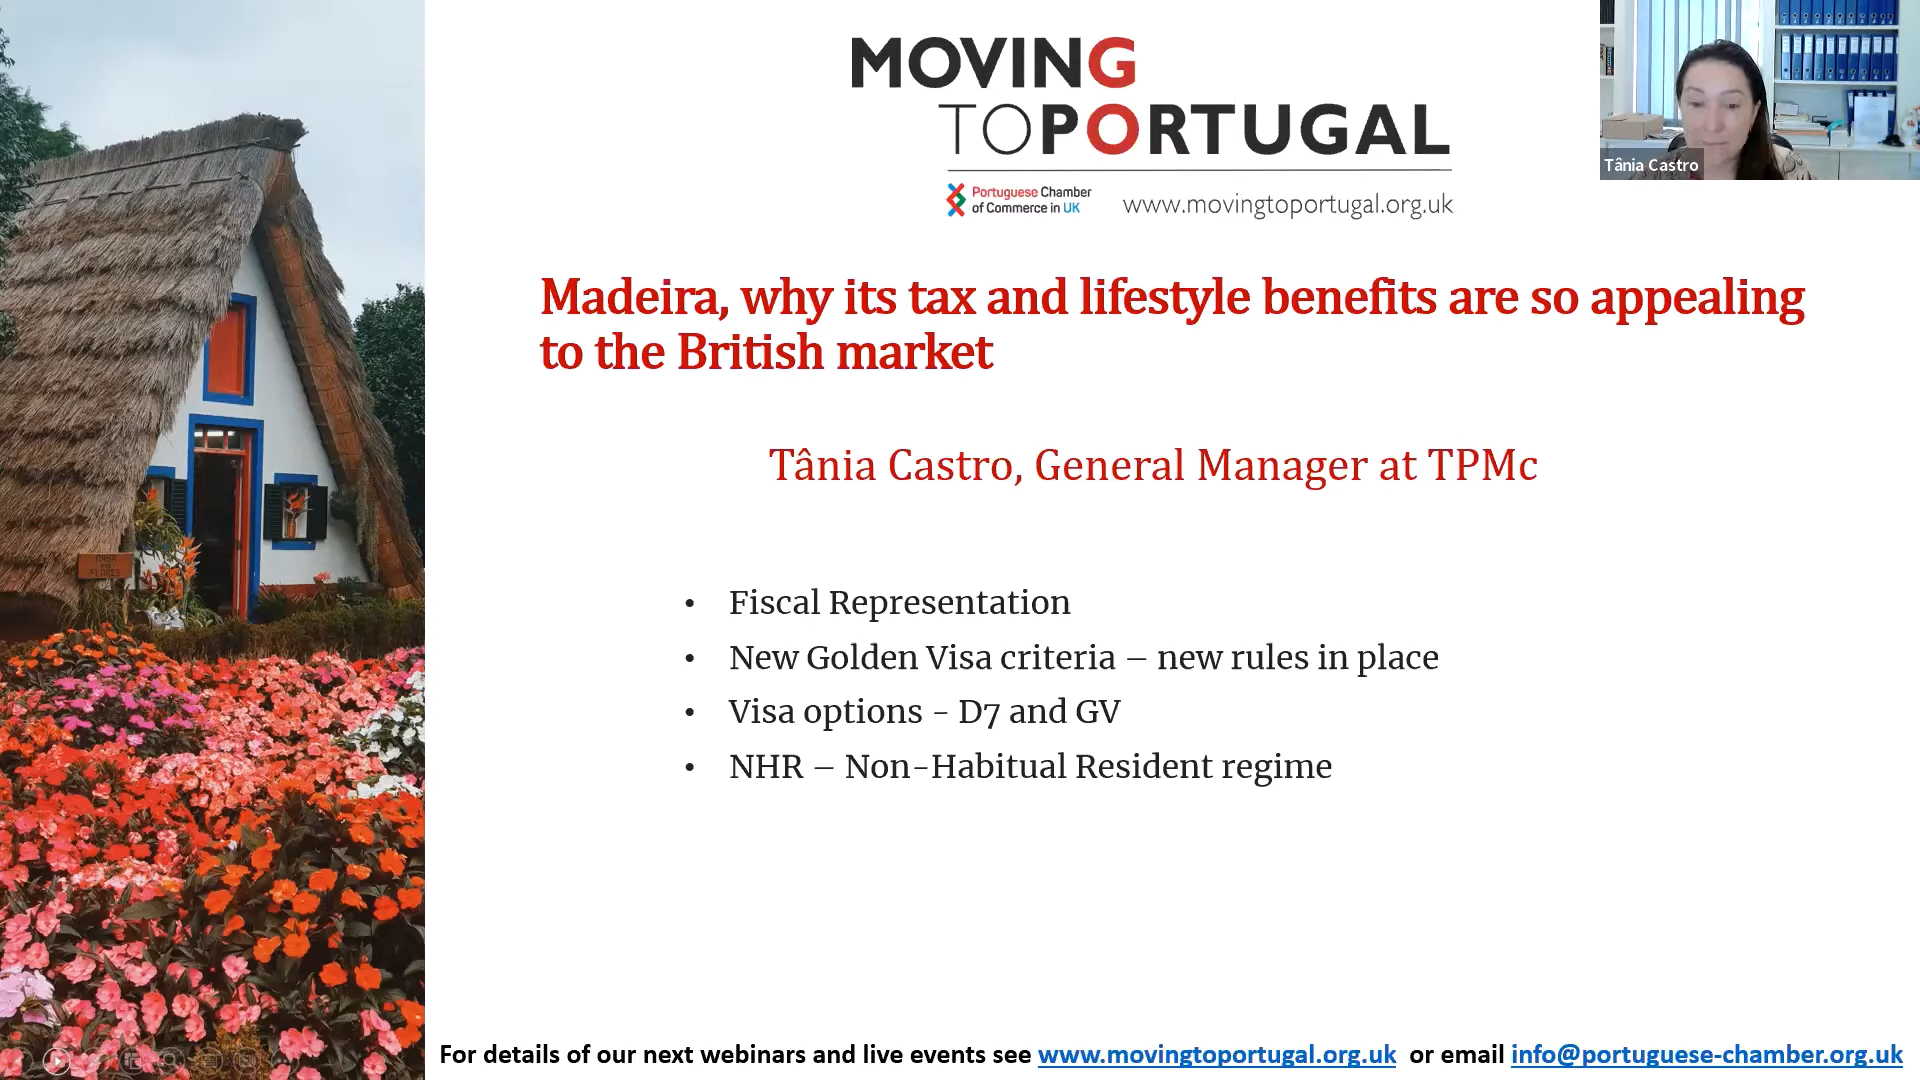 MOVING
TOPORTUGAL
Portuguese Chamber
of Commerce in UK
www.movingtoportugal.org.uk
Tânia Castro
Madeira, why its tax and lifestyle benefits are so appealing
to the British market
Tânia Castro, General Manager at TPMc
• Fiscal Representation
• New Golden Visa criteria – new rules in place
• Visa options - D7 and GV
• NHR – Non-Habitual Resident regime
For details of our next webinars and live events see www.movingtoportugal.org.uk or email info@portuguese-chamber.org.uk